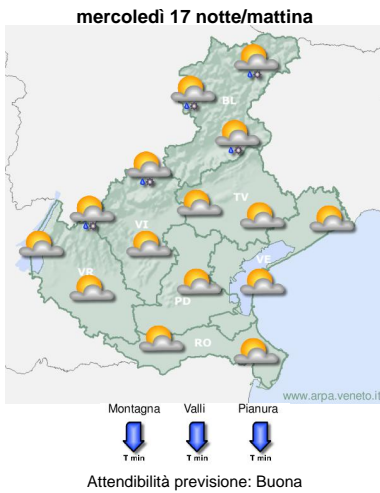 mercoledì 17 notte/mattina
BL
TV
VI
VE
VR
PD
RO
www.arpa.veneto.it
Montagna Valli Pianura
T min T min T min
Attendibilità previsione: Buona